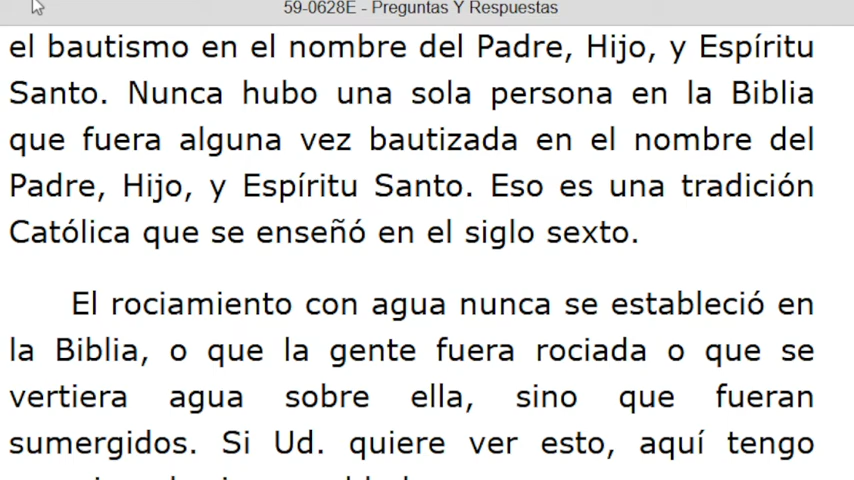 59-0628E - Preguntas Y Respuestas
el bautismo en el nombre del Padre, Hijo, y Espíritu
Santo. Nunca hubo una sola persona en la Biblia
que fuera alguna vez bautizada en el nombre del
Padre, Hijo, y Espíritu Santo. Eso es una tradición
Católica que se enseñó en el siglo sexto.
El rociamiento con agua nunca se estableció en
la Biblia, o que la gente fuera rociada o que se
vertiera agua sobre ella, sino que fueran
sumergidos. Si Ud. quiere ver esto, aquí tengo